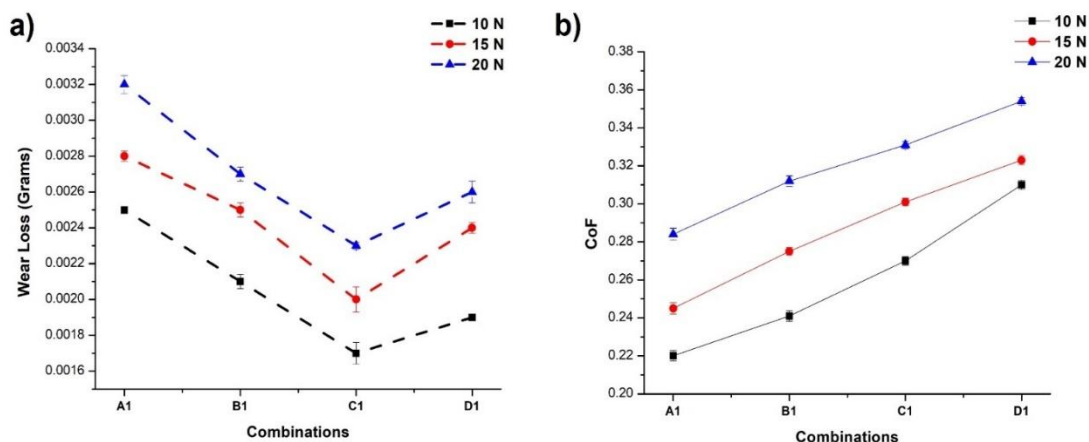 a)
10 N
15 N
20 N
0.0034
0.0032
0.0030
0.0028
0.0026
0.0024
0.0022
0.0020
0.0018
0.0016
Wear Loss (Grams)
A1 B1 C1 D1
Combinations
b)
10 N
15 N
20 N
0.38
0.36
0.34
0.32
0.30
0.28
0.26
0.24
0.22
0.20
CoF
A1 B1 C1 D1
Combinations